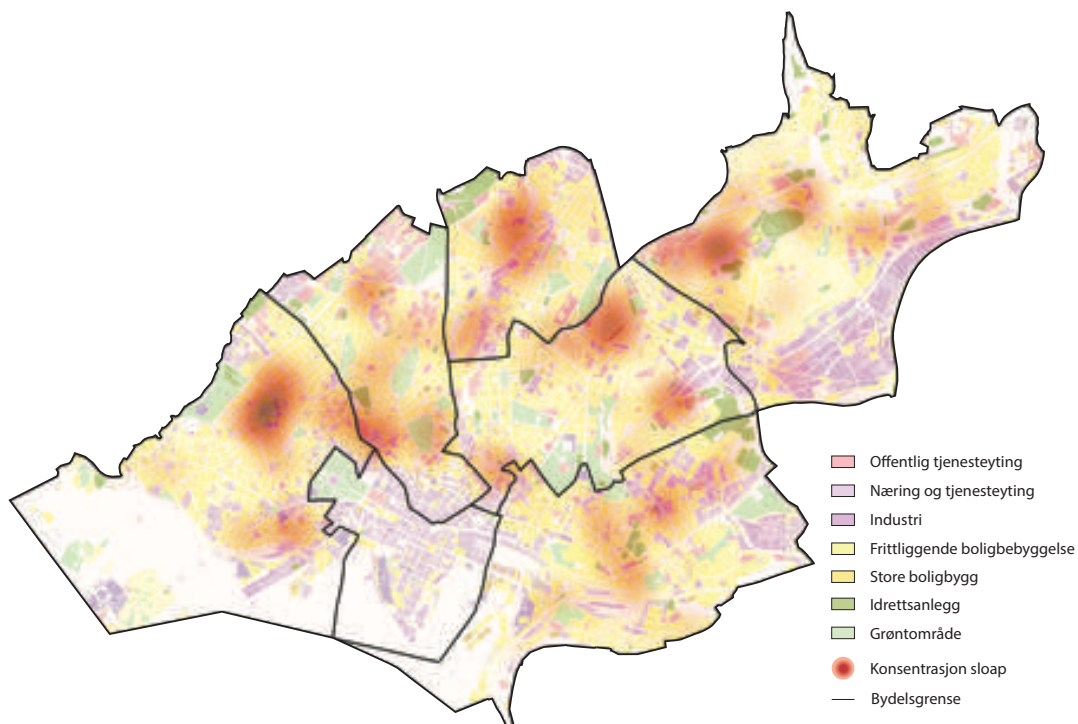 Offentlig tjenesteyting
Næring og tjenesteyting
Industri
Frittliggende boligbebyggelse
Store boligbygg
Idrettsanlegg
Grøntområde
Konsentrasjon sloap
Bydelsgrense